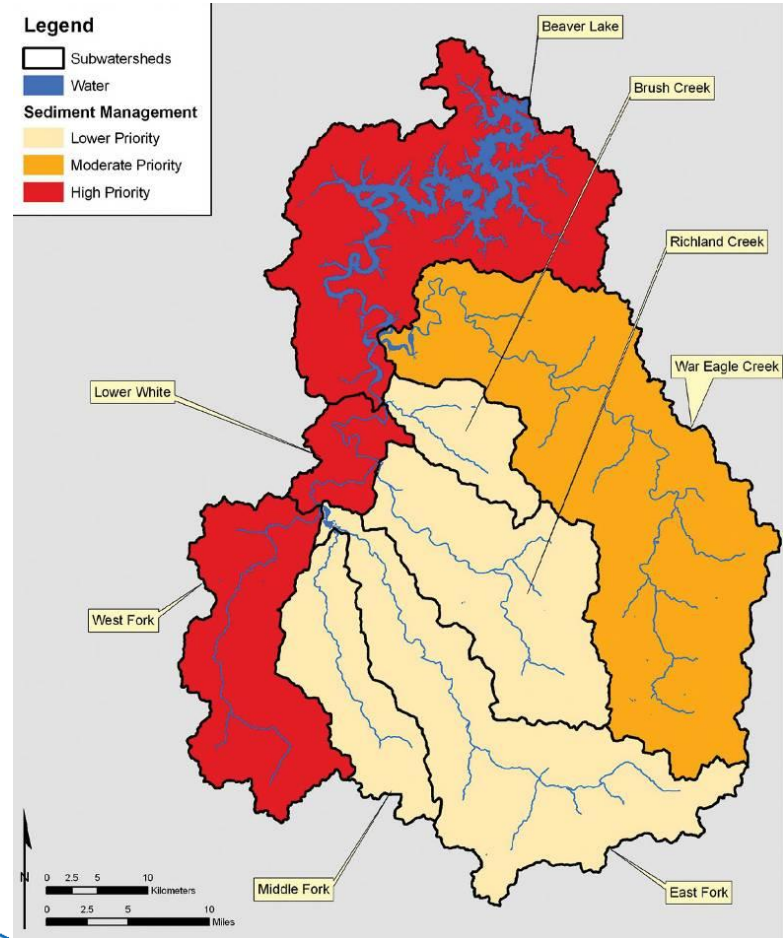 Legend
Subwatersheds
Water
Sediment Management
Lower Priority
Moderate Priority
High Priority
Beaver Lake
Brush Creek
Richland Creek
War Eagle Creek
Lower White
West Fork
Middle Fork
East Fork
N
0 2.5 5 10
Kilometers
0 2.5 5 10
Miles